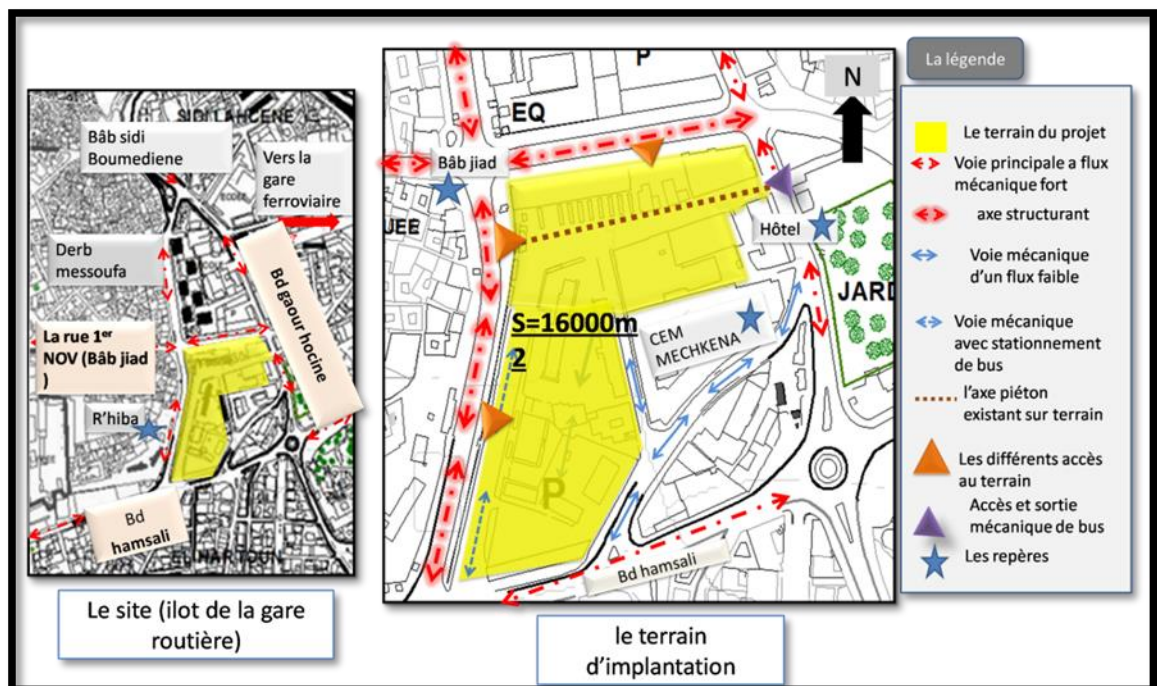 SIDI LAHCENE
Bâb sidi
Boumediene
Vers la
gare
ferroviaire
Derb
messoufa
Bd gaour hocine
La rue 1er
NOV (Bâb jiad
)
R'hiba
Bd
hamsali
EL HARTOUN
Le site (ilot de la gare
routière)
P
EQ
N
Bâb jiad
UEE
Hôtel
JARD
S=16000m
2
CEM
MECHKENA
P
Bd hamsali
le terrain
d'implantation
La légende
Le terrain du projet
Voie principale a flux
mécanique fort
axe structurant
Voie mécanique
d'un flux faible
Voie mécanique
avec stationnement
de bus
l'axe piéton
existant sur terrain
Les différents accès
au terrain
Accès et sortie
mécanique de bus
Les repères